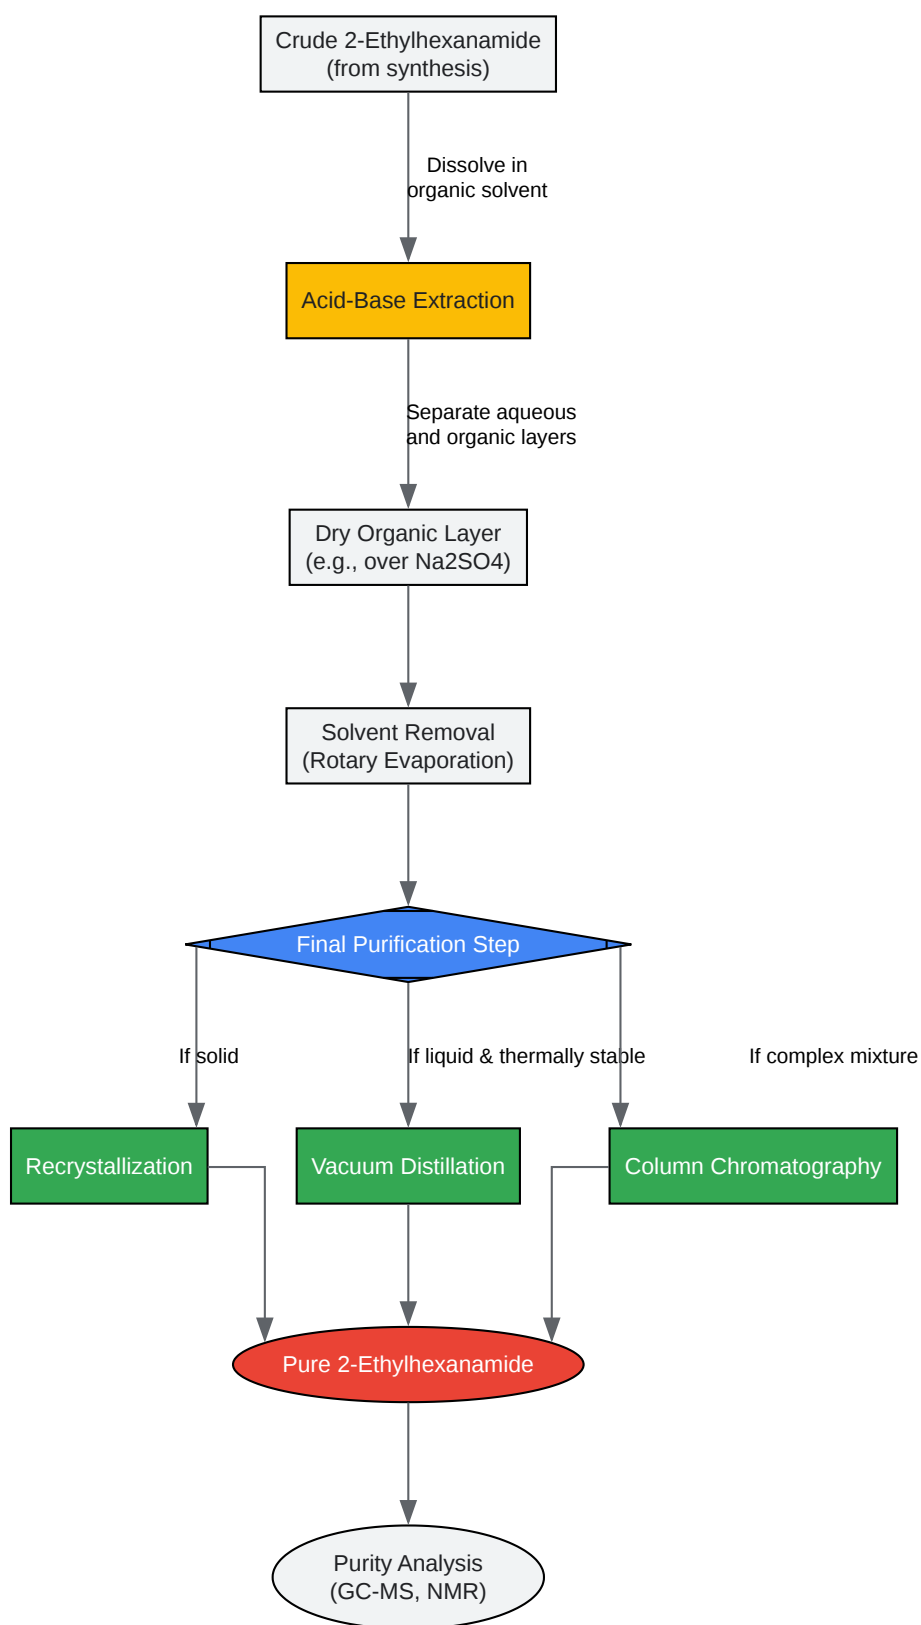 Crude 2-Ethylhexanamide
(from synthesis)
Dissolve in
organic solvent
Acid-Base Extraction
Separate aqueous
and organic layers
Dry Organic Layer
(e.g., over Na2SO4)
Solvent Removal
(Rotary Evaporation)
Final Purification Step
If solid
If liquid & thermally stable
If complex mixture
Recrystallization
Vacuum Distillation
Column Chromatography
Pure 2-Ethylhexanamide
Purity Analysis
(GC-MS, NMR)